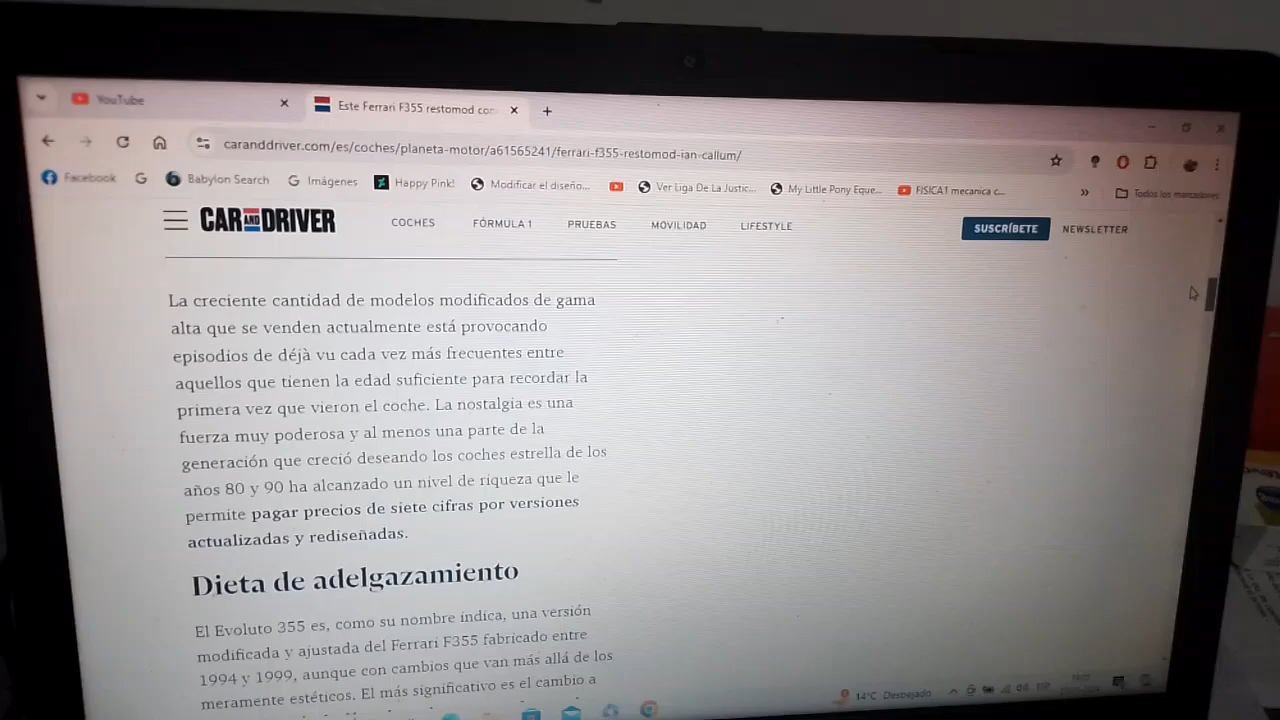 YouTube
Este Ferrari F355 restomod con
caranddriver.com/es/coches/planeta-motor/a61565241/ferrari-f355-restomod-ian-callum/
Facebook
Babylon Search
Imágenes
Happy Pink!
Modificar el diseño...
Ver Liga De La Justic...
My Little Pony Eque...
FISICA1 mecanica c...
»
Todos los marcadores
CAR AND DRIVER
COCHES
FÓRMULA 1
PRUEBAS
MOVILIDAD
LIFESTYLE
SUSCRÍBETE
NEWSLETTER
La creciente cantidad de modelos modificados de gama
alta que se venden actualmente está provocando
episodios de déjà vu cada vez más frecuentes entre
aquellos que tienen la edad suficiente para recordar la
primera vez que vieron el coche. La nostalgia es una
fuerza muy poderosa y al menos una parte de la
generación que creció deseando los coches estrella de los
años 80 y 90 ha alcanzado un nivel de riqueza que le
permite pagar precios de siete cifras por versiones
actualizadas y rediseñadas.
Dieta de adelgazamiento
El Evoluto 355 es, como su nombre indica, una versión
modificada y ajustada del Ferrari F355 fabricado entre
1994 y 1999, aunque con cambios que van más allá de los
meramente estéticos. El más significativo es el cambio a
14°C Despejado
ESP